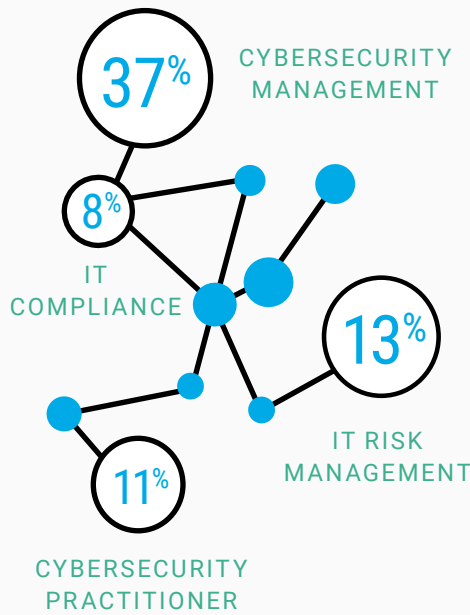 37%
CYBERSECURITY
MANAGEMENT
8%
IT
COMPLIANCE
13%
IT RISK
MANAGEMENT
11%
CYBERSECURITY
PRACTITIONER